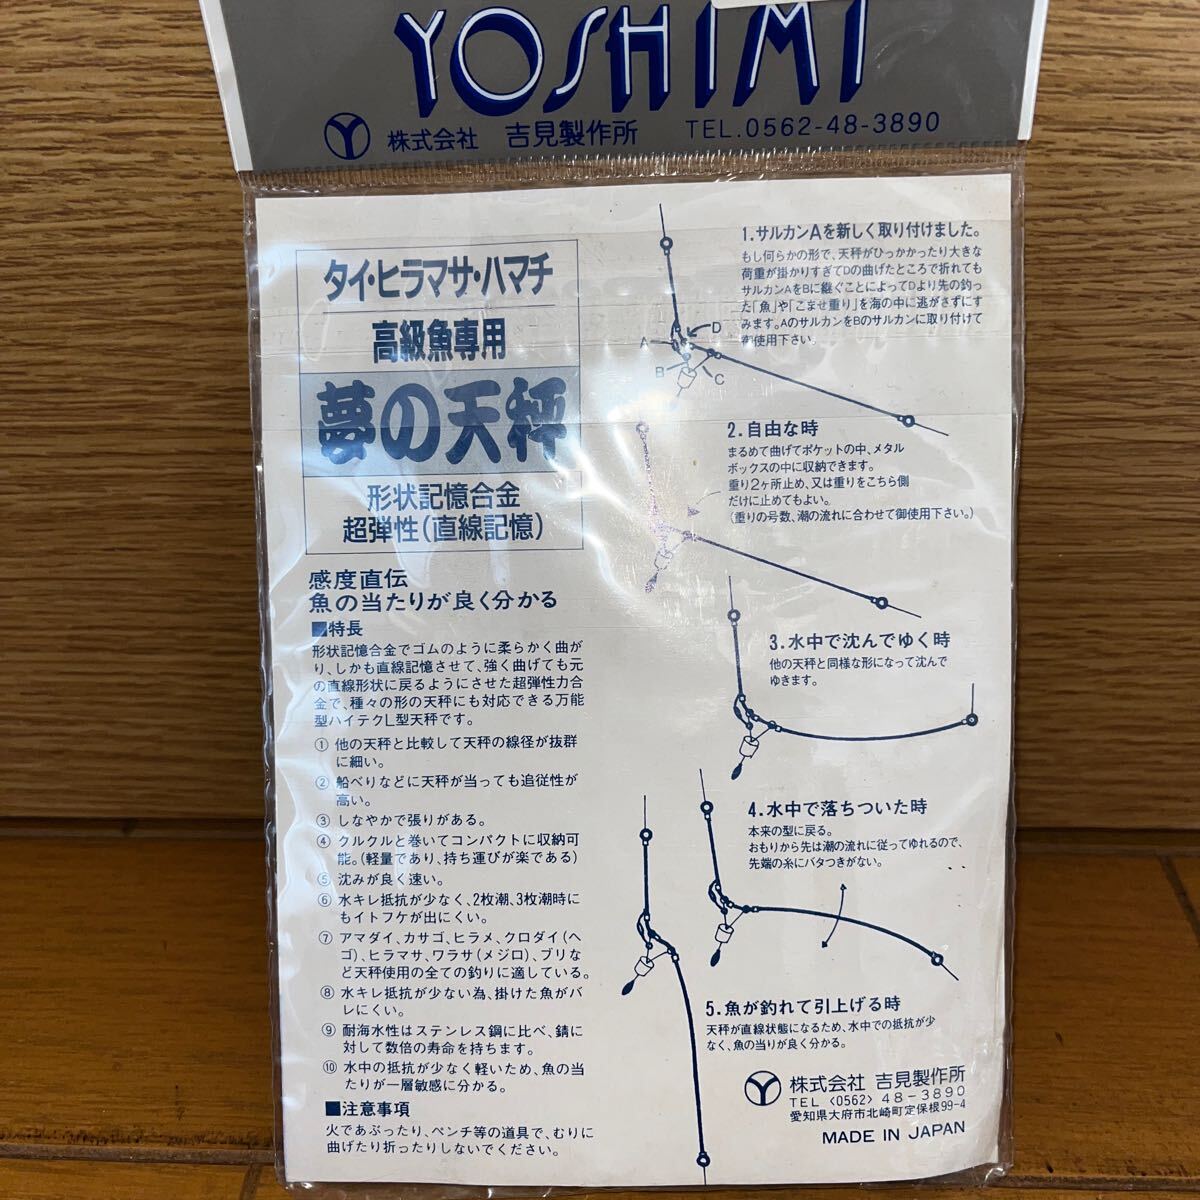 YOSHIMI
株式会社 吉見製作所 TEL.0562-48-3890
タイ・ヒラマサ・ハマチ
高級魚専用
夢の天秤
形状記憶合金
超弾性(直線記憶)
感度直伝
魚の当たりが良く分かる
■特長
形状記憶合金でゴムのように柔らかく曲が
り、しかも直線記憶させて、強く曲げても元
の直線形状に戻るようにさせた超弾性力合
金で、種々の形の天秤にも対応できる万能
型ハイテクL型天秤です。
① 他の天秤と比較して天秤の線径が抜群
に細い。
② 船べりなどに天秤が当っても追従性が
高い。
③ しなやかで張りがある。
④ クルクルと巻いてコンパクトに収納可
能。(軽量であり、持ち運びが楽である)
⑤ 沈みが良く速い。
⑥ 水キレ抵抗が少なく、2枚潮、3枚潮時に
もイトフケが出にくい。
⑦ アマダイ、カサゴ、ヒラメ、クロダイ(ヘ
ゴ)、ヒラマサ、ワラサ(メジロ)、ブリな
ど天秤使用の全ての釣りに適している。
⑧ 水キレ抵抗が少ない為、掛けた魚がバ
レにくい。
⑨ 耐海水性はステンレス鋼に比べ、錆に
対して数倍の寿命を持ちます。
⑩ 水中の抵抗が少なく軽いため、魚の当
たりが一層敏感に分かる。
■注意事項
火であぶったり、ペンチ等の道具で、むりに
曲げたり折ったりしないでください。
1.サルカンAを新しく取り付けました。
もし何らかの形で、天秤がひっかかったり大きな
荷重が掛かりすぎてDの曲げたところで折れても
サルカンAをBに継ぐことによってDより先の釣っ
た「魚」や「こませ重り」を海の中に逃がさずにす
みます。AのサルカンをBのサルカンに取り付けて
御使用下さい。
D
A
B
C
2.自由な時
まるめて曲げてポケットの中、メタル
ボックスの中に収納できます。
重り2ヶ所止め、又は重りをこちら側
だけに止めてもよい。
(重りの号数、潮の流れに合わせて御使用下さい。)
3.水中で沈んでゆく時
他の天秤と同様な形になって沈んで
ゆきます。
4.水中で落ちついた時
本来の型に戻る。
おもりから先は潮の流れに従ってゆれるので、
先端の糸にバタつきがない。
5.魚が釣れて引上げる時
天秤が直線状態になるため、水中での抵抗が少
なく、魚の当りが良く分かる。
株式会社 吉見製作所
TEL〈0562〉48-3890
愛知県大府市北崎町定保根99-4
MADE IN JAPAN